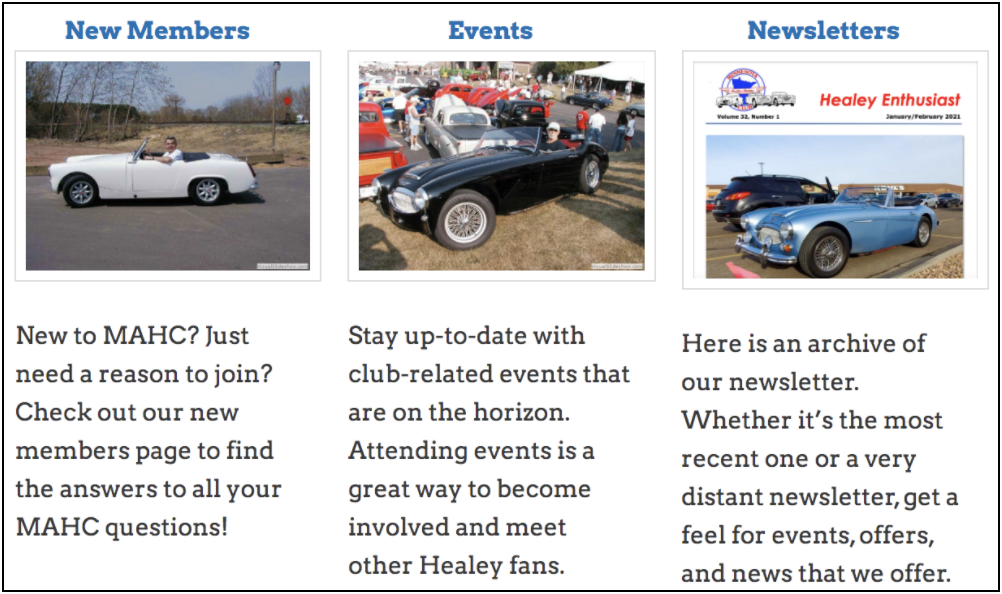 New Members
New to MAHC? Just
need a reason to join?
Check out our new
members page to find
the answers to all your
MAHC questions!
Events
Stay up-to-date with
club-related events that
are on the horizon.
Attending events is a
great way to become
involved and meet
other Healey fans.
Newsletters
Healey Enthusiast
Volume 32, Number 1
January/February 2021
Here is an archive of
our newsletter.
Whether it’s the most
recent one or a very
distant newsletter, get a
feel for events, offers,
and news that we offer.